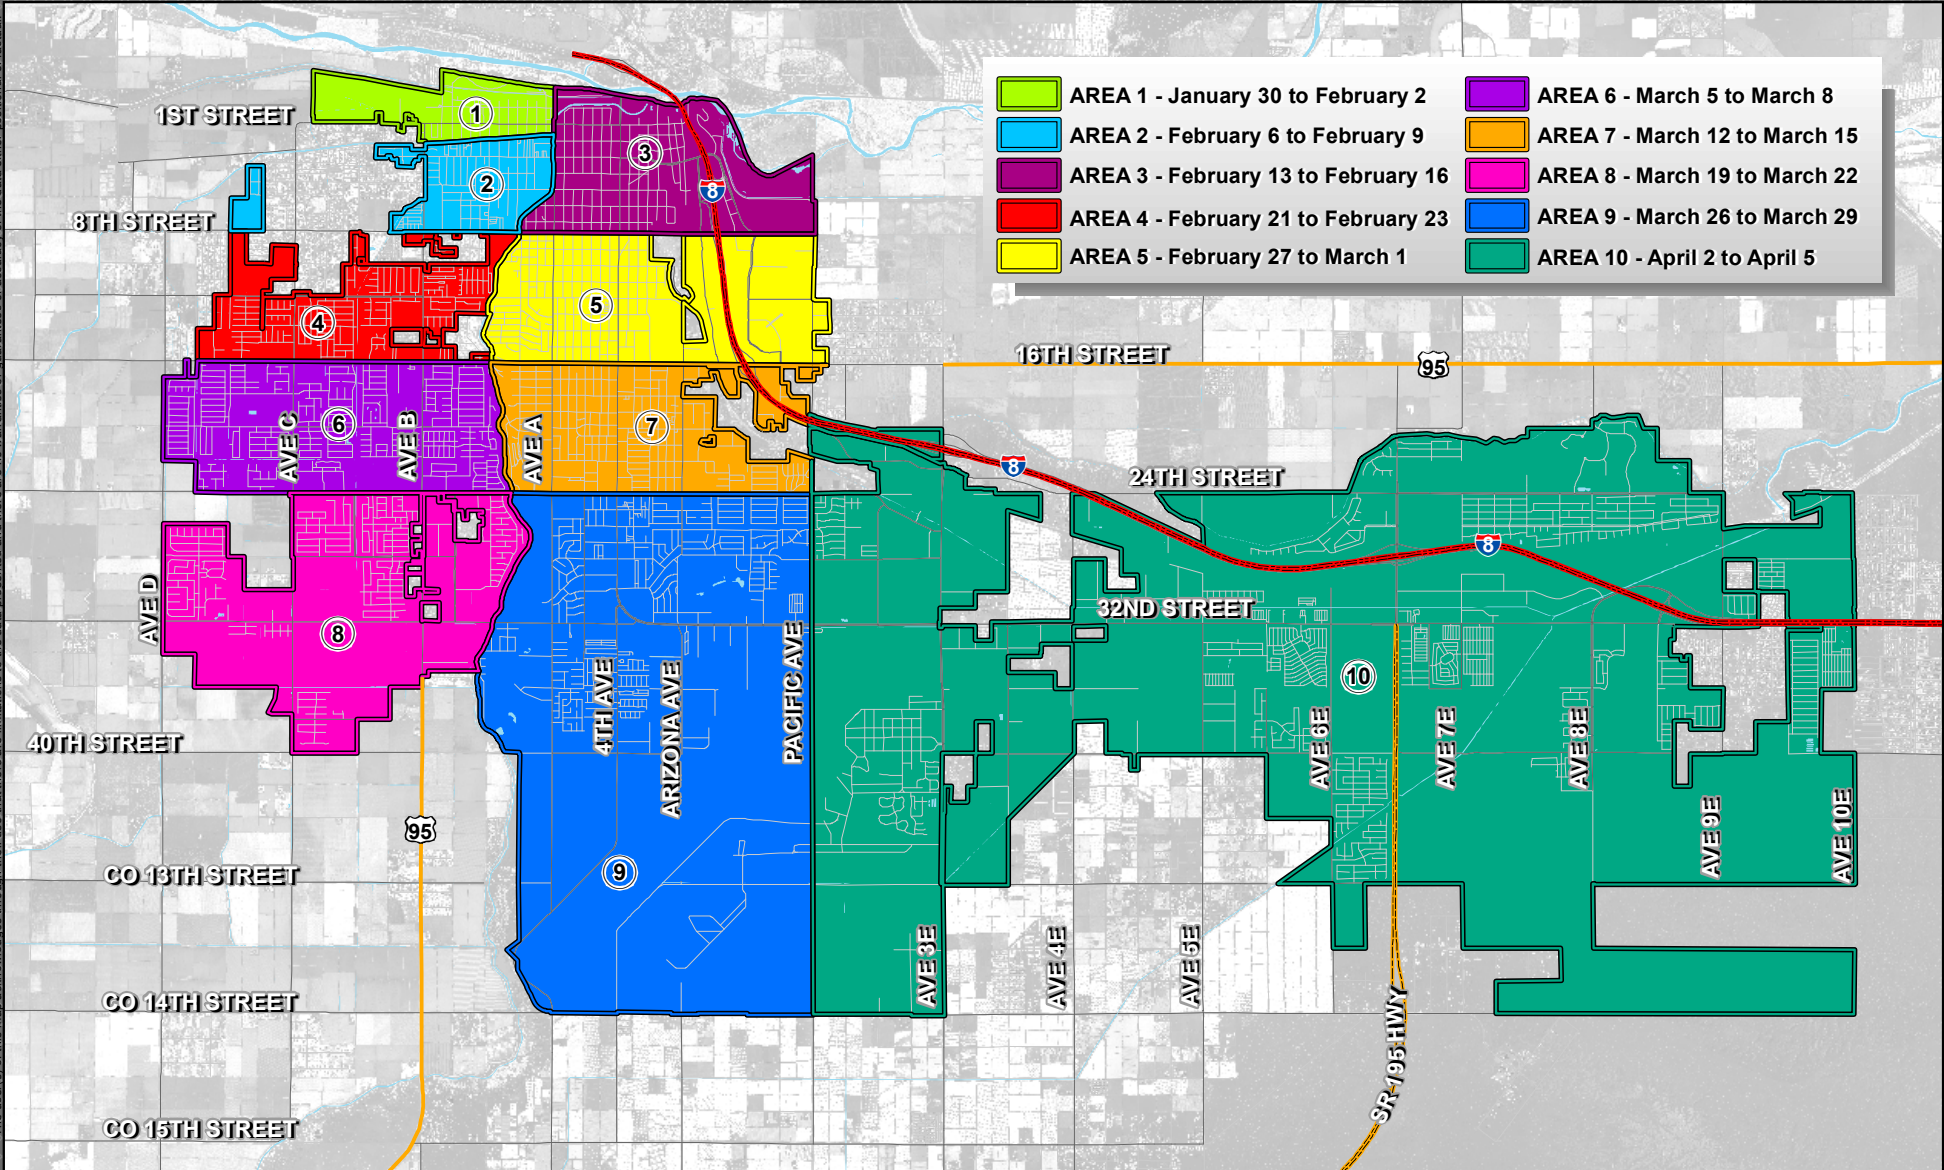 AREA 1 - January 30 to February 2
AREA 2 - February 6 to February 9
AREA 3 - February 13 to February 16
AREA 4 - February 21 to February 23
AREA 5 - February 27 to March 1
AREA 6 - March 5 to March 8
AREA 7 - March 12 to March 15
AREA 8 - March 19 to March 22
AREA 9 - March 26 to March 29
AREA 10 - April 2 to April 5
1ST STREET
1
3
2
8
8TH STREET
5
4
16TH STREET
95
6
7
AVE C
AVE B
AVE A
8
24TH STREET
8
AVE D
32ND STREET
8
10
4TH AVE
ARIZONA AVE
PACIFIC AVE
40TH STREET
AVE 6E
AVE 7E
AVE 8E
AVE 9E
AVE 10E
95
9
CO 13TH STREET
AVE 3E
AVE 4E
AVE 5E
CO 14TH STREET
SR 195 HWY
CO 15TH STREET